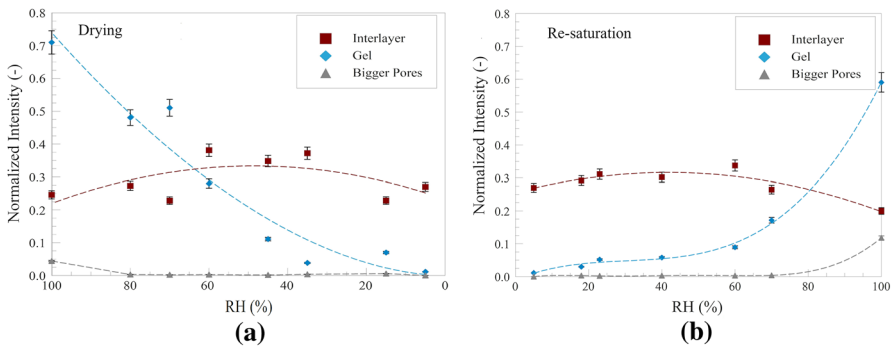 Drying
Interlayer
Gel
Bigger Pores
Normalized Intensity (-)
0.8
0.7
0.6
0.5
0.4
0.3
0.2
0.1
0.0
100 80 60 40 20 0
RH (%)
(a)
Re-saturation
Interlayer
Gel
Bigger Pores
Normalized Intensity (-)
0.8
0.7
0.6
0.5
0.4
0.3
0.2
0.1
0.0
0 20 40 60 80 100
RH (%)
(b)